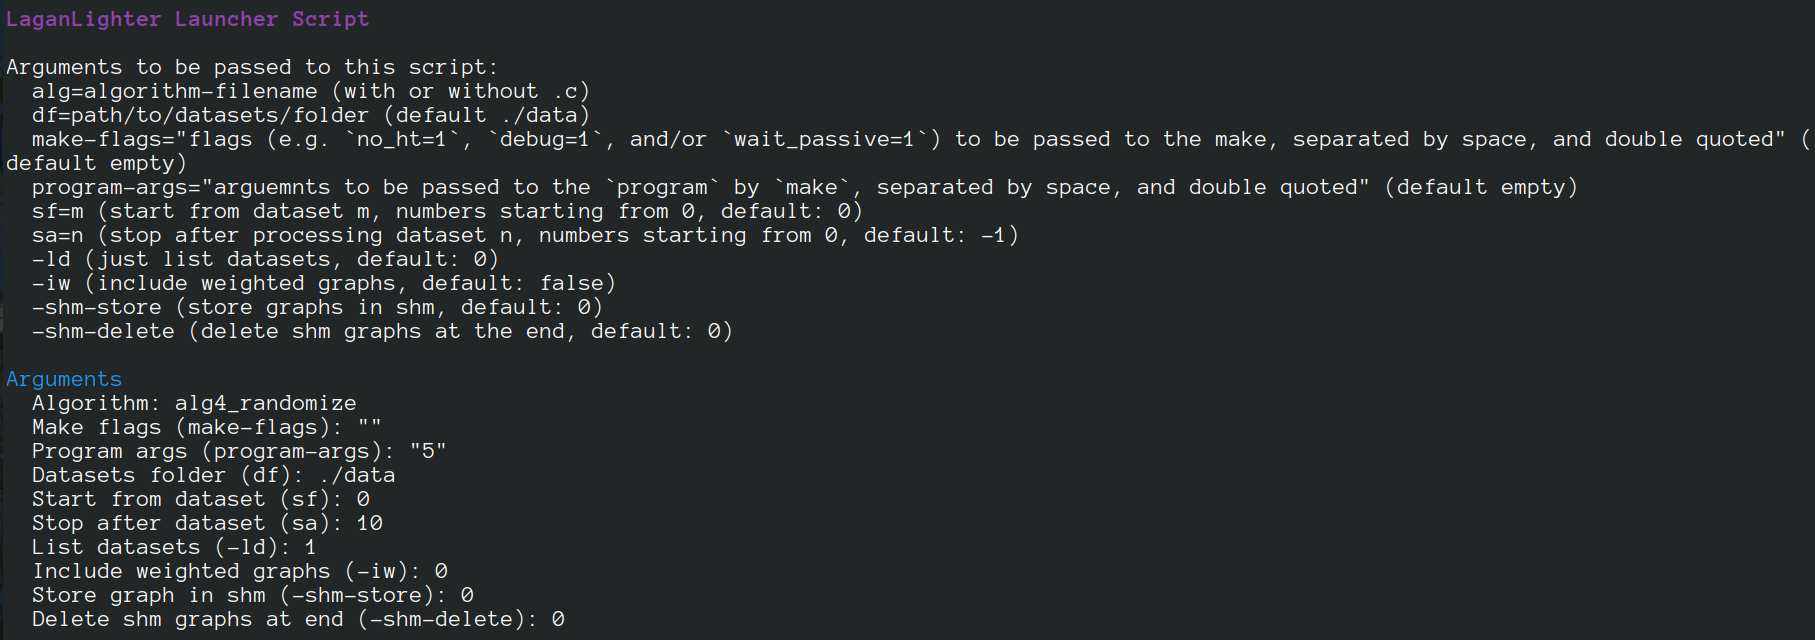 LaganLighter Launcher Script
Arguments to be passed to this script:
alg=algorithm-filename (with or without .c)
df=path/to/datasets/folder (default ./data)
make-flags="flags (e.g. `no_ht=1`, `debug=1`, and/or `wait_passive=1`) to be passed to the make, separated by space, and double quoted" (
default empty)
program-args="arguemnts to be passed to the `program` by `make`, separated by space, and double quoted" (default empty)
sf=m (start from dataset m, numbers starting from 0, default: 0)
sa=n (stop after processing dataset n, numbers starting from 0, default: -1)
-ld (just list datasets, default: 0)
-iw (include weighted graphs, default: false)
-shm-store (store graphs in shm, default: 0)
-shm-delete (delete shm graphs at the end, default: 0)
Arguments
Algorithm: alg4_randomize
Make flags (make-flags): ""
Program args (program-args): "5"
Datasets folder (df): ./data
Start from dataset (sf): 0
Stop after dataset (sa): 10
List datasets (-ld): 1
Include weighted graphs (-iw): 0
Store graph in shm (-shm-store): 0
Delete shm graphs at end (-shm-delete): 0